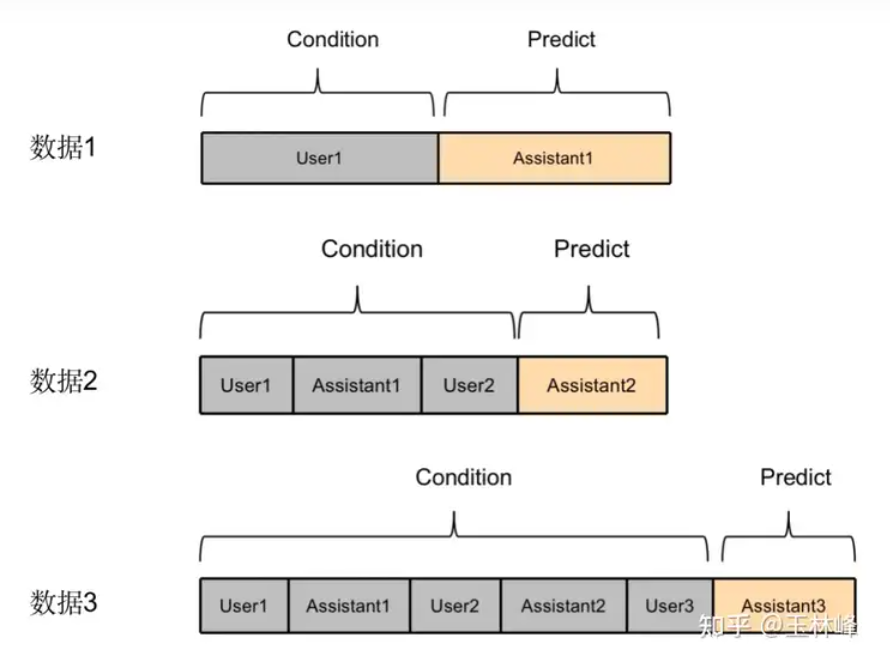 Condition Predict
数据1 User1 Assistant1
Condition Predict
数据2 User1 Assistant1 User2 Assistant2
Condition Predict
数据3 User1 Assistant1 User2 Assistant2 User3 Assistant3
知乎 @玉林峰